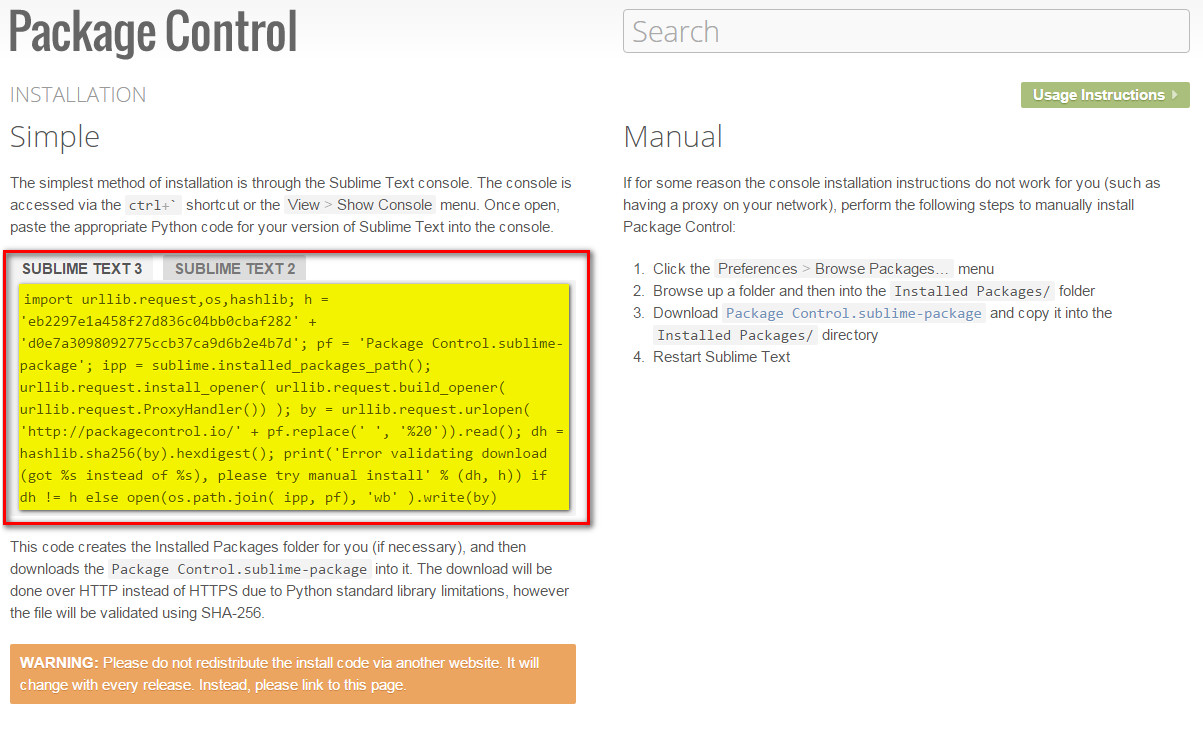 Package Control
Search
INSTALLATION
Usage Instructions
Simple
The simplest method of installation is through the Sublime Text console. The console is
accessed via the ctrl+` shortcut or the View > Show Console menu. Once open,
paste the appropriate Python code for your version of Sublime Text into the console.
SUBLIME TEXT 3
SUBLIME TEXT 2
import urllib.request,os,hashlib; h =
'eb2297e1a458f27d836c04bb0cbaf282' +
'd0e7a3098092775ccb37ca9d6b2e4b7d'; pf = 'Package Control.sublime-
package'; ipp = sublime.installed_packages_path();
urllib.request.install_opener( urllib.request.build_opener(
urllib.request.ProxyHandler()) ); by = urllib.request.urlopen(
'http://packagecontrol.io/' + pf.replace(' ', '%20')).read(); dh =
hashlib.sha256(by).hexdigest(); print('Error validating download
(got %s instead of %s), please try manual install' % (dh, h)) if
dh != h else open(os.path.join( ipp, pf), 'wb' ).write(by)
This code creates the Installed Packages folder for you (if necessary), and then
downloads the Package Control.sublime-package into it. The download will be
done over HTTP instead of HTTPS due to Python standard library limitations, however
the file will be validated using SHA-256.
WARNING: Please do not redistribute the install code via another website. It will
change with every release. Instead, please link to this page.
Manual
If for some reason the console installation instructions do not work for you (such as
having a proxy on your network), perform the following steps to manually install
Package Control:
1. Click the Preferences > Browse Packages… menu
2. Browse up a folder and then into the Installed Packages/ folder
3. Download Package Control.sublime-package and copy it into the
Installed Packages/ directory
4. Restart Sublime Text